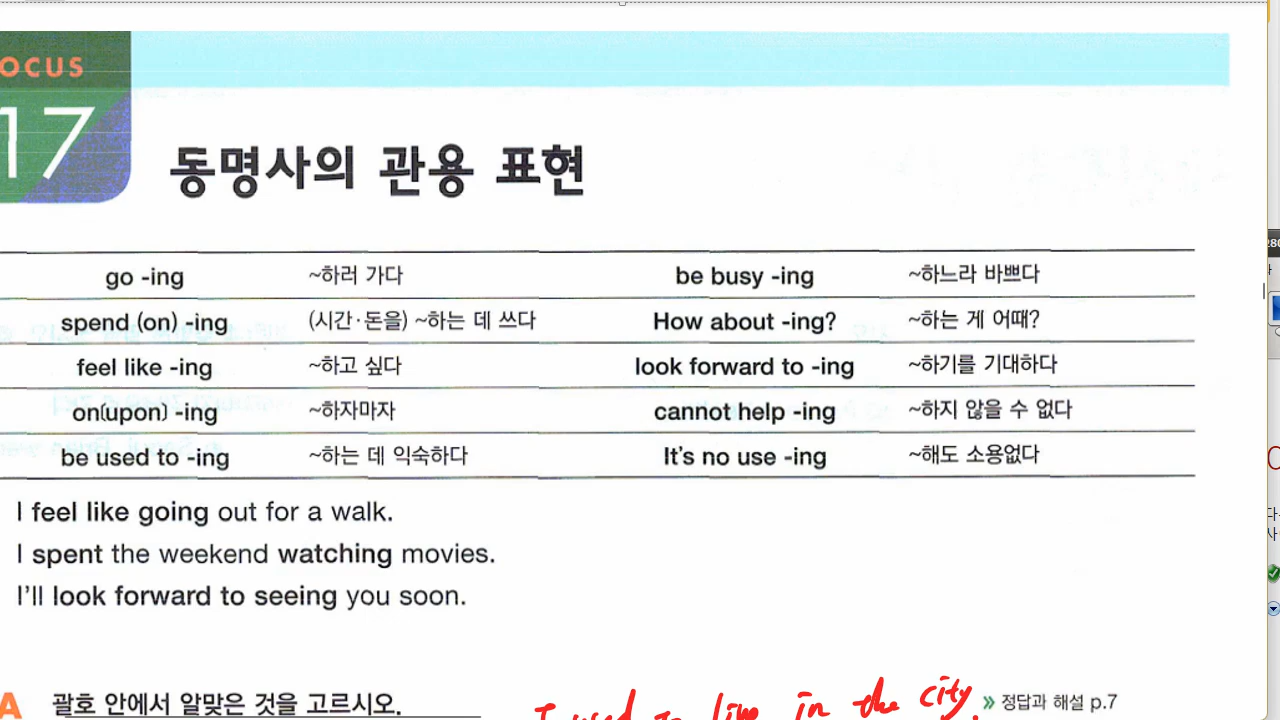 OCUS
17
동명사의 관용 표현
go -ing ~하러 가다 be busy -ing ~하느라 바쁘다
spend (on) -ing (시간·돈을) ~하는 데 쓰다 How about -ing? ~하는 게 어때?
feel like -ing ~하고 싶다 look forward to -ing ~하기를 기대하다
on(upon) -ing ~하자마자 cannot help -ing ~하지 않을 수 없다
be used to -ing ~하는 데 익숙하다 It's no use -ing ~해도 소용없다
I feel like going out for a walk.
I spent the weekend watching movies.
I'll look forward to seeing you soon.
A 괄호 안에서 알맞은 것을 고르시오.
I used to live in the city.
» 정답과 해설 p.7